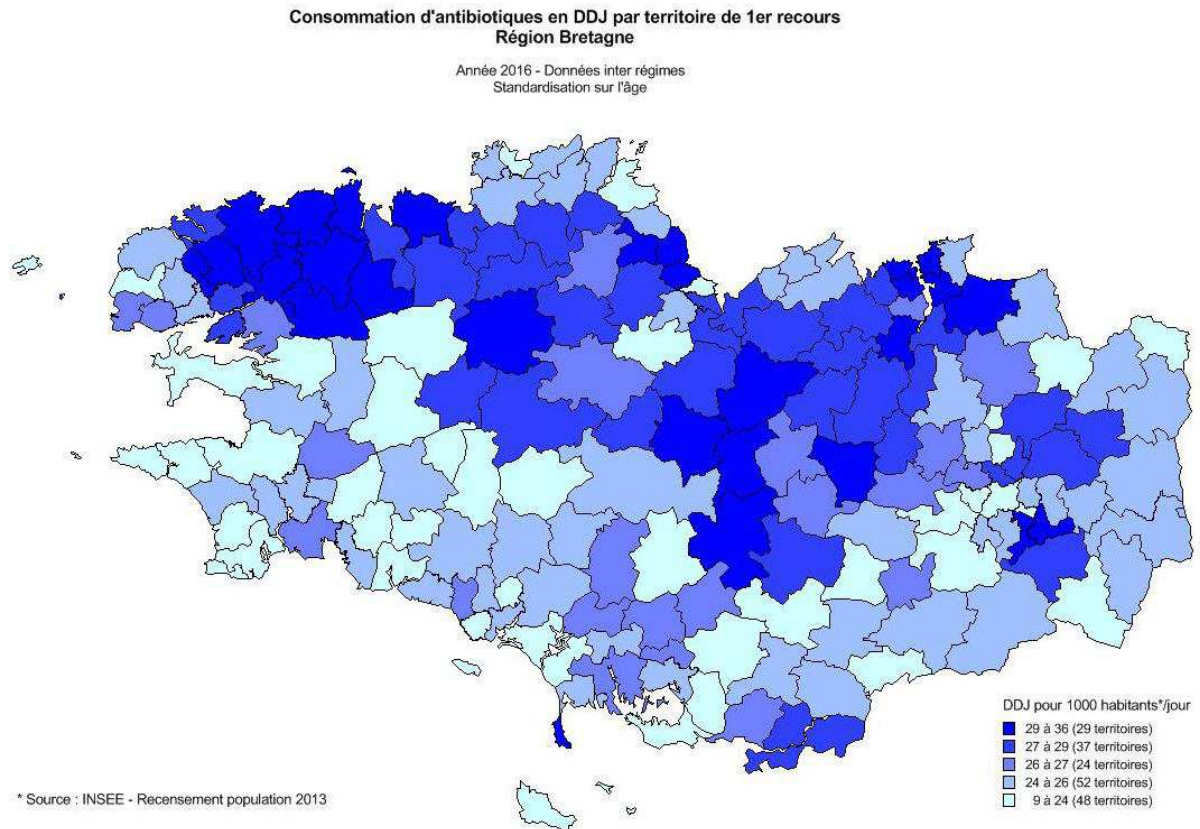 Consommation d'antibiotiques en DDJ par territoire de 1er recours
Région Bretagne
Année 2016 - Données inter régimes
Standardisation sur l'âge
DDJ pour 1000 habitants*/jour
29 à 36 (29 territoires)
27 à 29 (37 territoires)
26 à 27 (24 territoires)
24 à 26 (52 territoires)
9 à 24 (48 territoires)
* Source : INSEE - Recensement population 2013